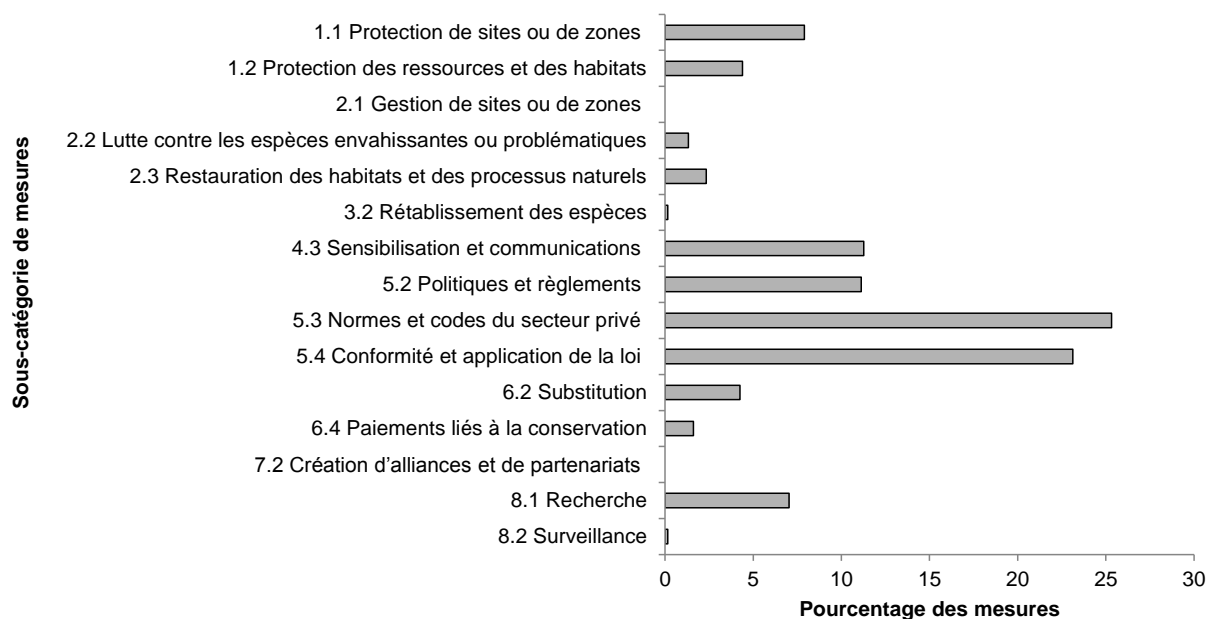 Sous-catégorie de mesures
1.1 Protection de sites ou de zones
1.2 Protection des ressources et des habitats
2.1 Gestion de sites ou de zones
2.2 Lutte contre les espèces envahissantes ou problématiques
2.3 Restauration des habitats et des processus naturels
3.2 Rétablissement des espèces
4.3 Sensibilisation et communications
5.2 Politiques et règlements
5.3 Normes et codes du secteur privé
5.4 Conformité et application de la loi
6.2 Substitution
6.4 Paiements liés à la conservation
7.2 Création d’alliances et de partenariats
8.1 Recherche
8.2 Surveillance
0 5 10 15 20 25 30
Pourcentage des mesures